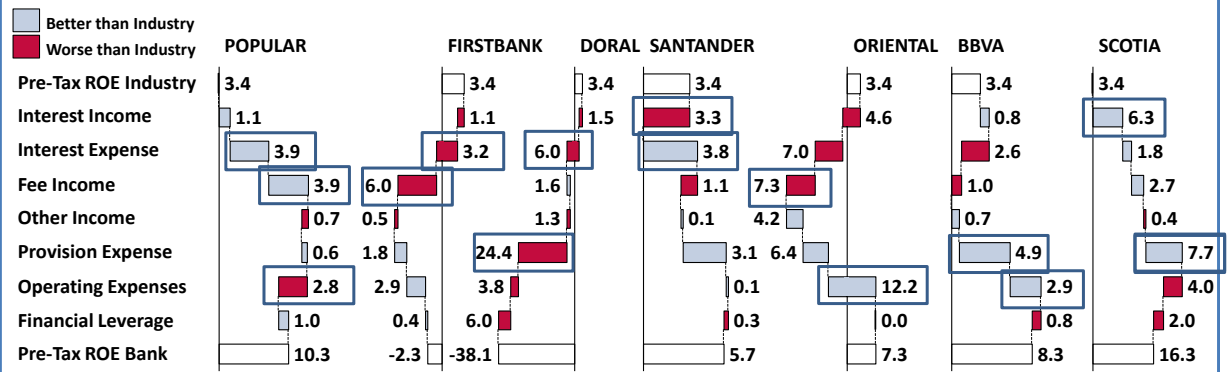 Better than Industry
Worse than Industry
POPULAR FIRSTBANK DORAL SANTANDER ORIENTAL BBVA SCOTIA
Pre-Tax ROE Industry 3.4 3.4 3.4 3.4 3.4 3.4 3.4
Interest Income 1.1 1.1 1.5 3.3 4.6 0.8 6.3
Interest Expense 3.9 3.2 6.0 3.8 7.0 2.6 1.8
Fee Income 3.9 6.0 1.6 1.1 7.3 1.0 2.7
Other Income 0.7 0.5 1.3 0.1 4.2 0.7 0.4
Provision Expense 0.6 1.8 24.4 3.1 6.4 4.9 7.7
Operating Expenses 2.8 2.9 3.8 0.1 12.2 2.9 4.0
Financial Leverage 1.0 0.4 6.0 0.3 0.0 0.8 2.0
Pre-Tax ROE Bank 10.3 -2.3 -38.1 5.7 7.3 8.3 16.3